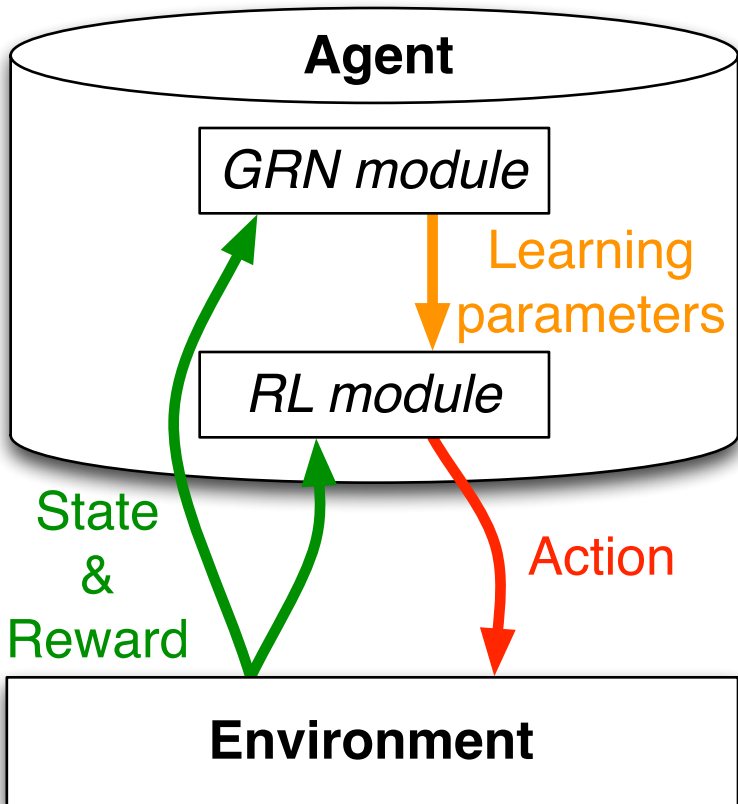 Agent
GRN module
Learning
parameters
RL module
State
&
Reward
Action
Environment